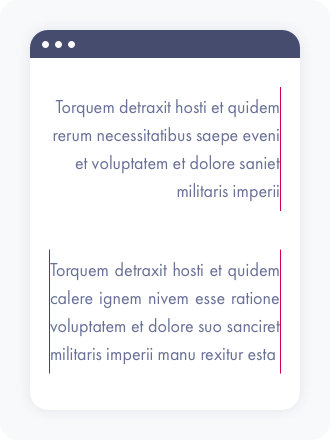 Torquem detraxit hosti et quidem
rerum necessitatibus saepe eveni
et voluptatem et dolore saniet
militaris imperii
Torquem detraxit hosti et quidem
calere ignem nivem esse ratione
voluptatem et dolore suo sanciret
militaris imperii manu rexitur esta